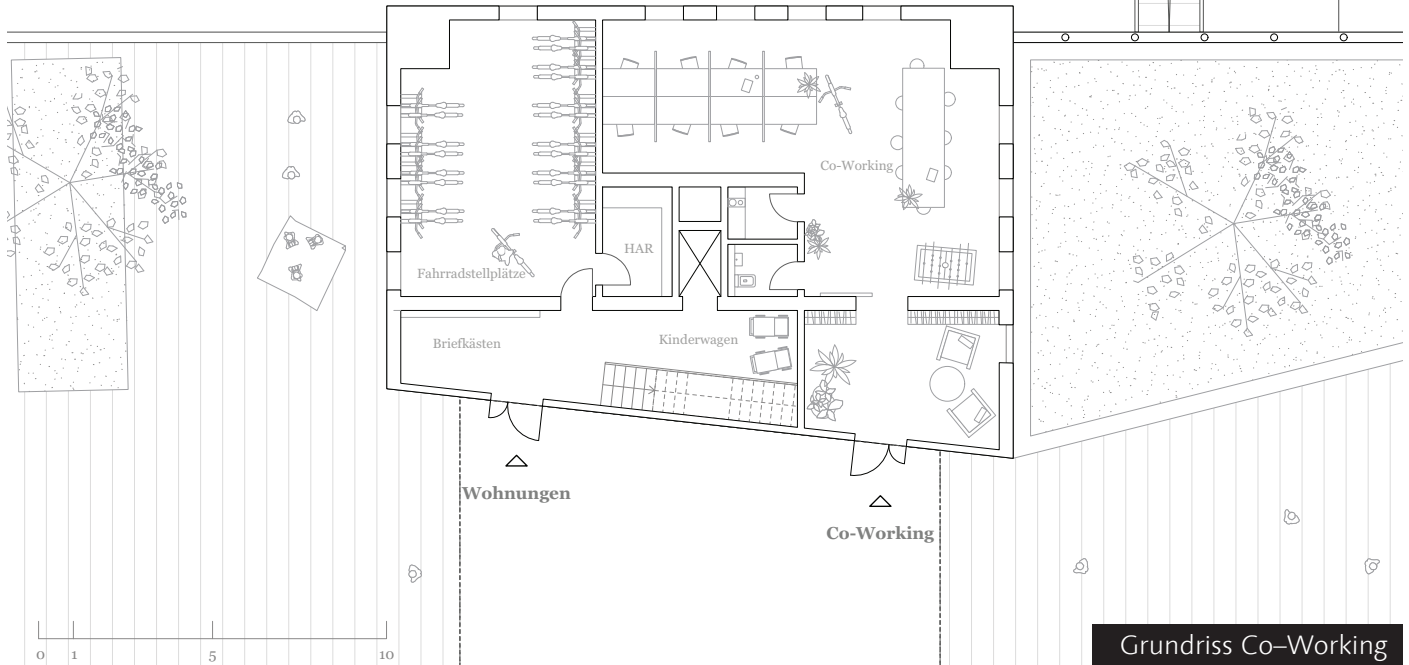 Co-Working
HAR
Fahrradstellplätze
Briefkästen
Kinderwagen
Wohnungen
Co-Working
0 1 5 10
Grundriss Co–Working